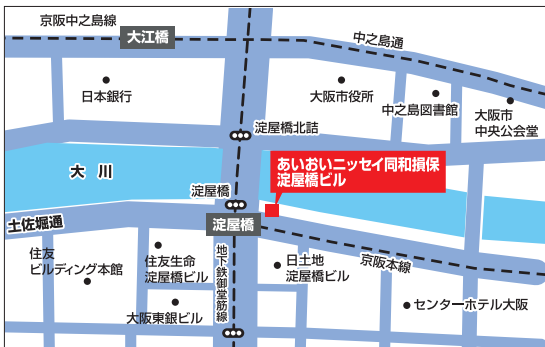 京阪中之島線
大江橋
中之島通
日本銀行
大阪市役所
中之島図書館
大阪市
中央公会堂
淀屋橋北詰
大川
あいおいニッセイ同和損保
淀屋橋ビル
淀屋橋
土佐堀通
淀屋橋
住友
ビルディング本館
住友生命
淀屋橋ビル
地下鉄御堂筋線
日土地
淀屋橋ビル
京阪本線
大阪東銀ビル
センターホテル大阪